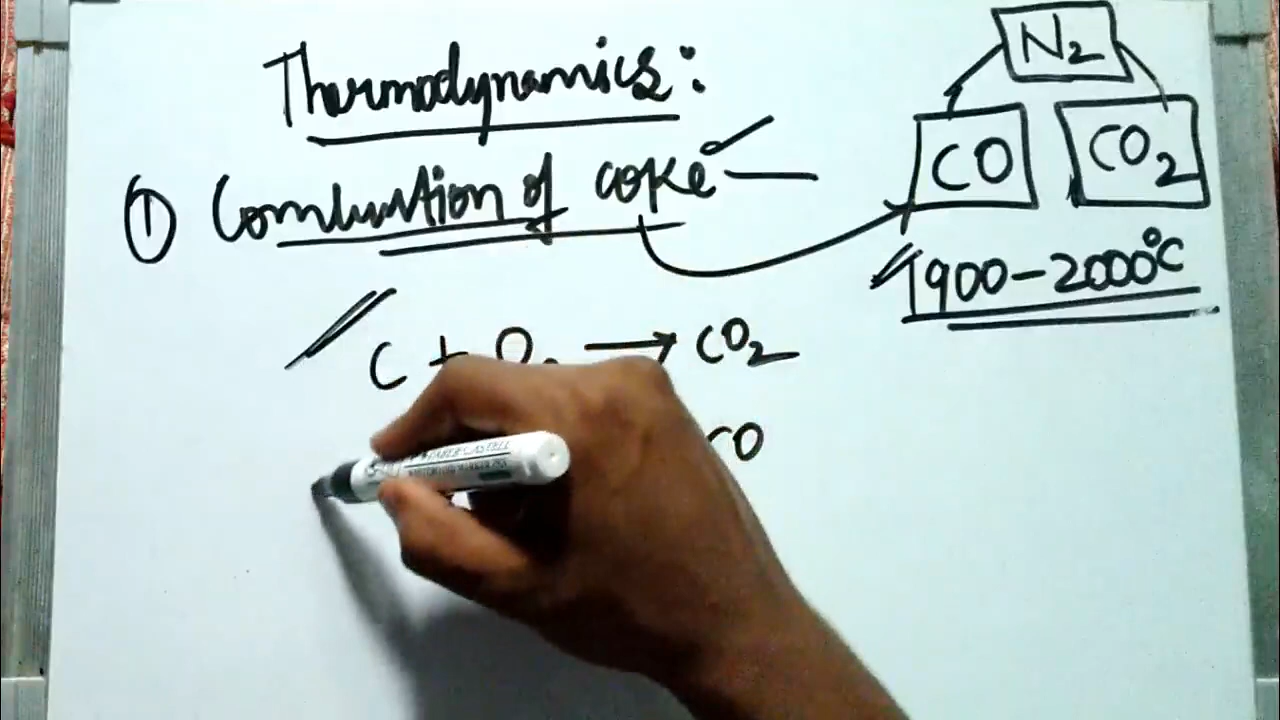 Thermodynamics:
N2
CO
CO2
① Combustion of coke
1900-2000°C
C + O2 → CO2
CO
FABER CASTELL